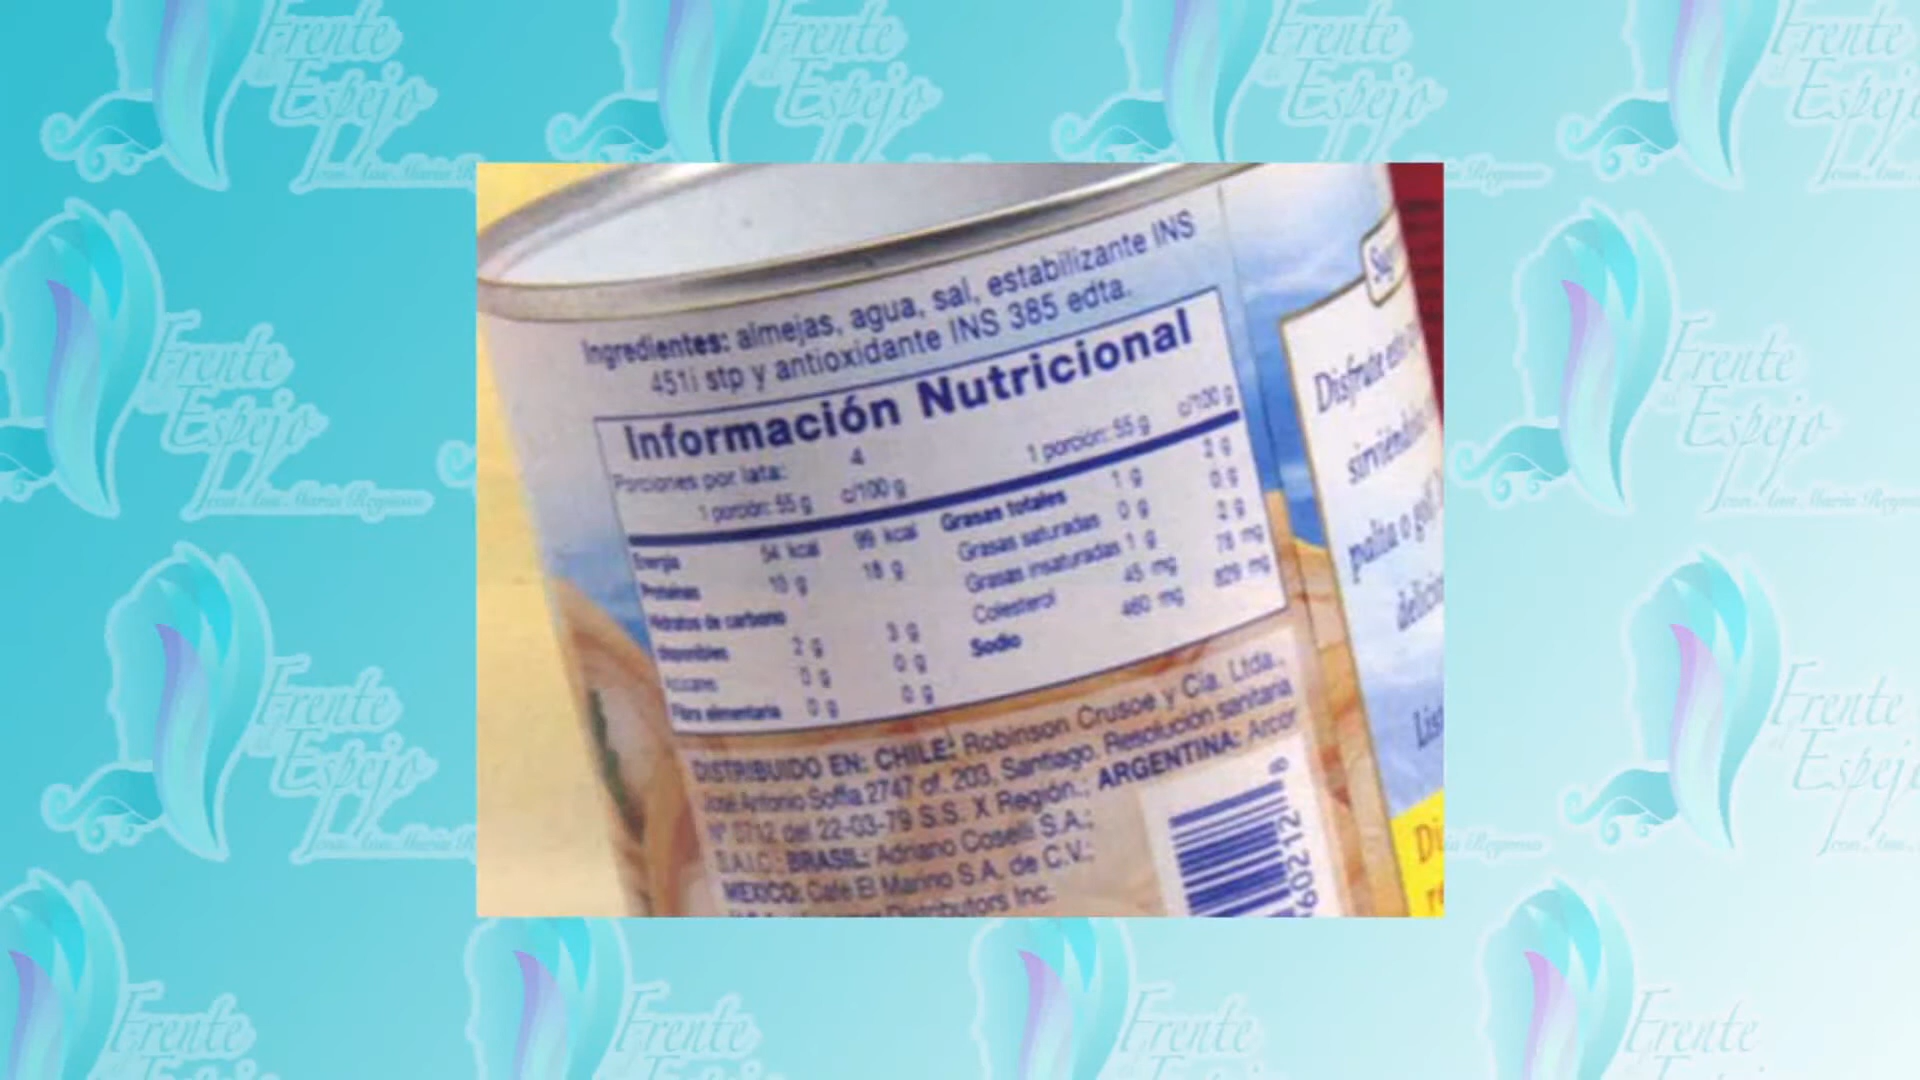 Ingredientes: almejas, agua, sal, estabilizante INS
451i stp y antioxidante INS 385 edta.
Información Nutricional
Porciones por lata: 4
1 porción: 55 g c/100 g 1 porción: 55 g c/100 g
Energía 54 kcal 99 kcal Grasas totales 1 g 2 g
Proteínas 10 g 18 g Grasas saturadas 0 g 0 g
Hidratos de carbono Grasas insaturadas 1 g 2 g
disponibles 2 g 3 g Colesterol 45 mg 78 mg
Azúcares 0 g 0 g Sodio 460 mg 829 mg
Fibra alimentaria 0 g 0 g
DISTRIBUIDO EN: CHILE: Robinson Crusoe y Cía. Ltda.,
José Antonio Soffia 2747 of. 203, Santiago. Resolución sanitaria
del 22-03-79 S.S. X Región.; ARGENTINA: Arcor
S.A.I.C.; BRASIL: Adriano Coselli S.A.;
MEXICO: Café El Marino S.A. de C.V.;
Distributors Inc.
Disfrute
palta o
Frente
al
Espejo
con Ana María